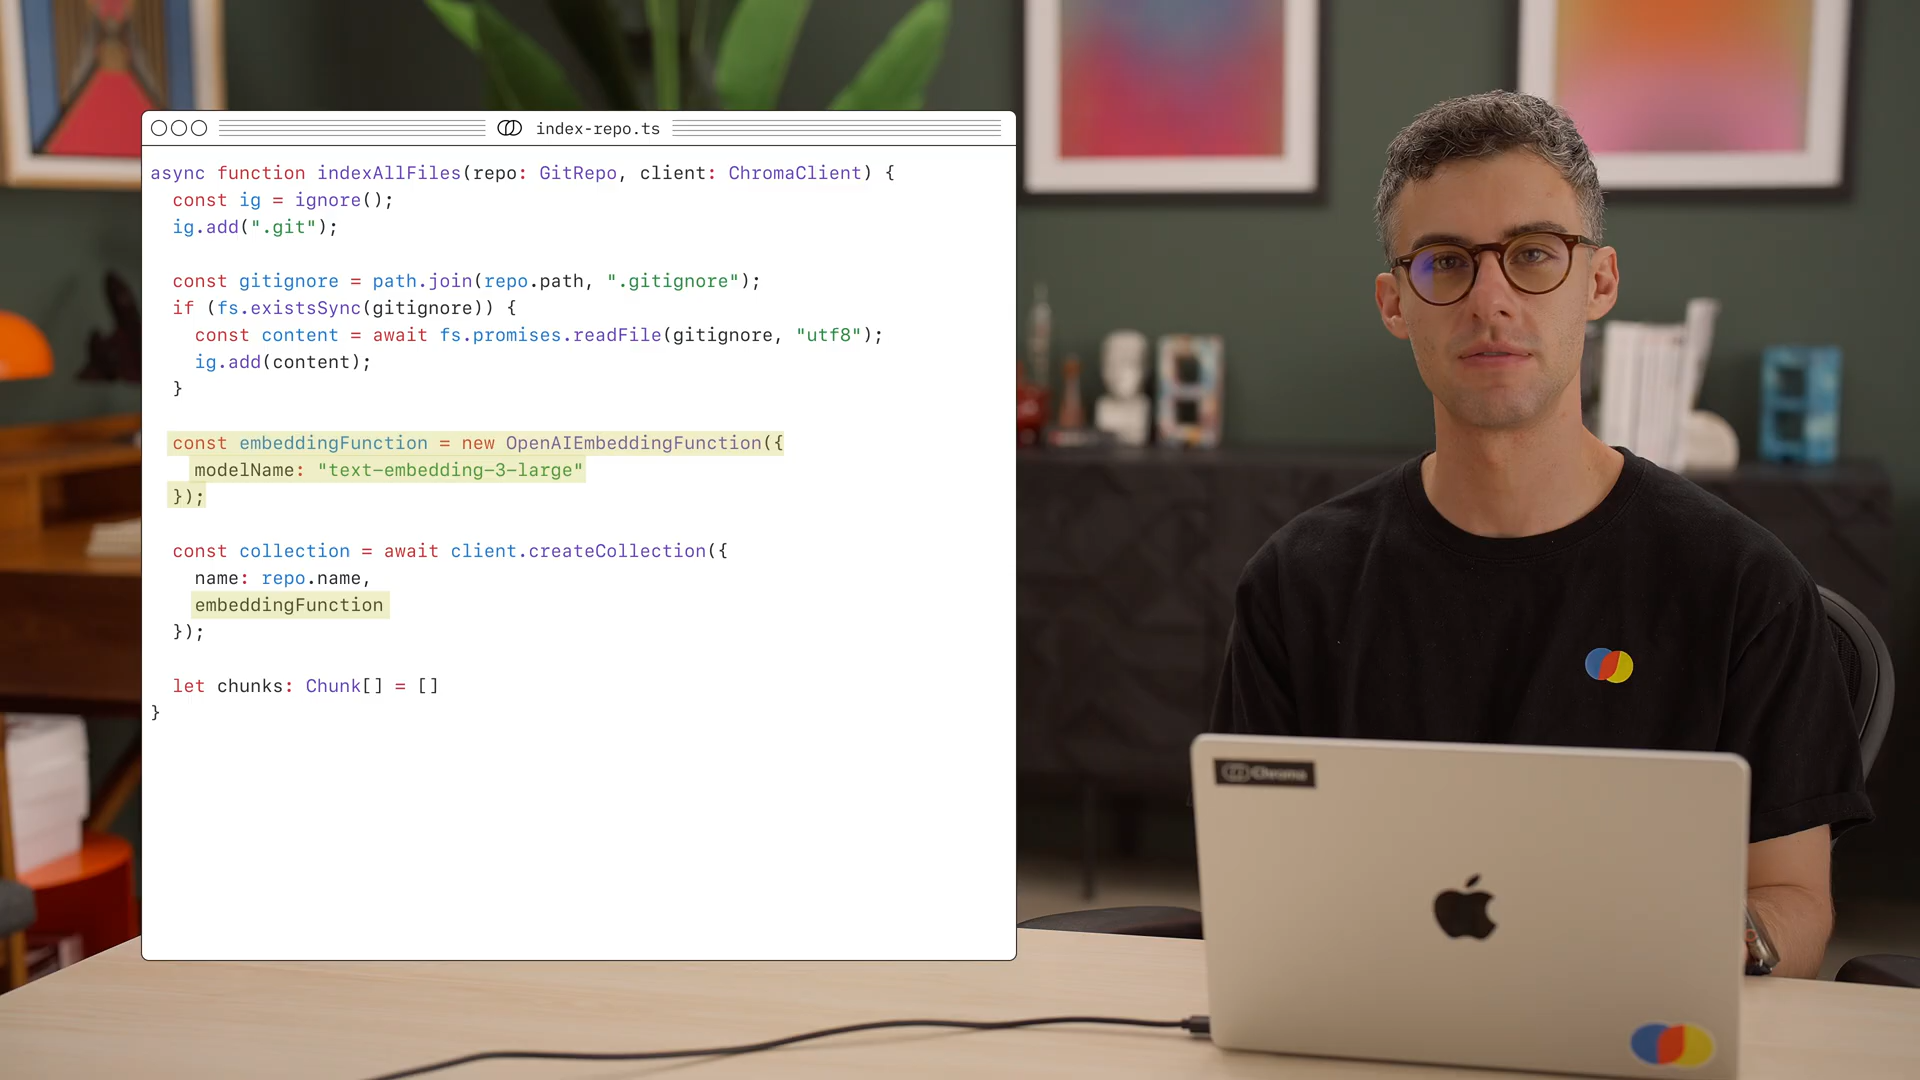 index-repo.ts
async function indexAllFiles(repo: GitRepo, client: ChromaClient) {
  const ig = ignore();
  ig.add(".git");

  const gitignore = path.join(repo.path, ".gitignore");
  if (fs.existsSync(gitignore)) {
    const content = await fs.promises.readFile(gitignore, "utf8");
    ig.add(content);
  }

  const embeddingFunction = new OpenAIEmbeddingFunction({
    modelName: "text-embedding-3-large"
  });

  const collection = await client.createCollection({
    name: repo.name,
    embeddingFunction
  });

  let chunks: Chunk[] = []
}
Chroma